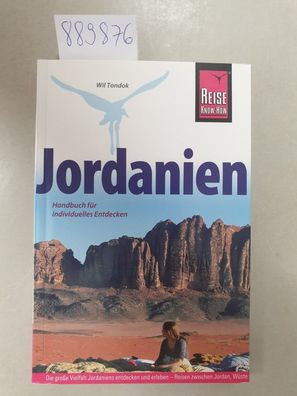 889876
Wil Tondok
REISE
KNOW-HOW
Jordanien
Handbuch für
individuelles Entdecken
Die große Vielfalt Jordaniens entdecken und erleben – Reisen zwischen Jordan, Wüste